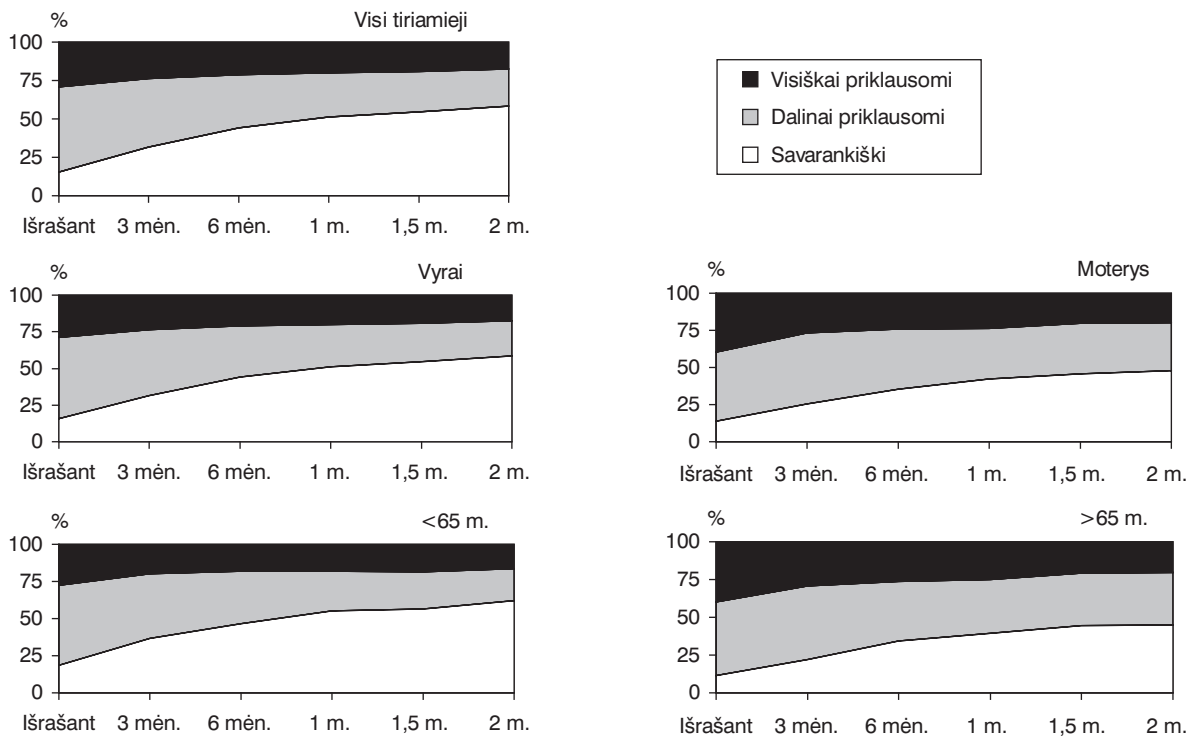 % Visi tiriamieji
100
75
50
25
0
Išrašant 3 mėn. 6 mėn. 1 m. 1,5 m. 2 m.
Visiškai priklausomi
Dalinai priklausomi
Savarankiški
% Vyrai
100
75
50
25
0
Išrašant 3 mėn. 6 mėn. 1 m. 1,5 m. 2 m.
% Moterys
100
75
50
25
0
Išrašant 3 mėn. 6 mėn. 1 m. 1,5 m. 2 m.
% <65 m.
100
75
50
25
0
Išrašant 3 mėn. 6 mėn. 1 m. 1,5 m. 2 m.
% >65 m.
100
75
50
25
0
Išrašant 3 mėn. 6 mėn. 1 m. 1,5 m. 2 m.